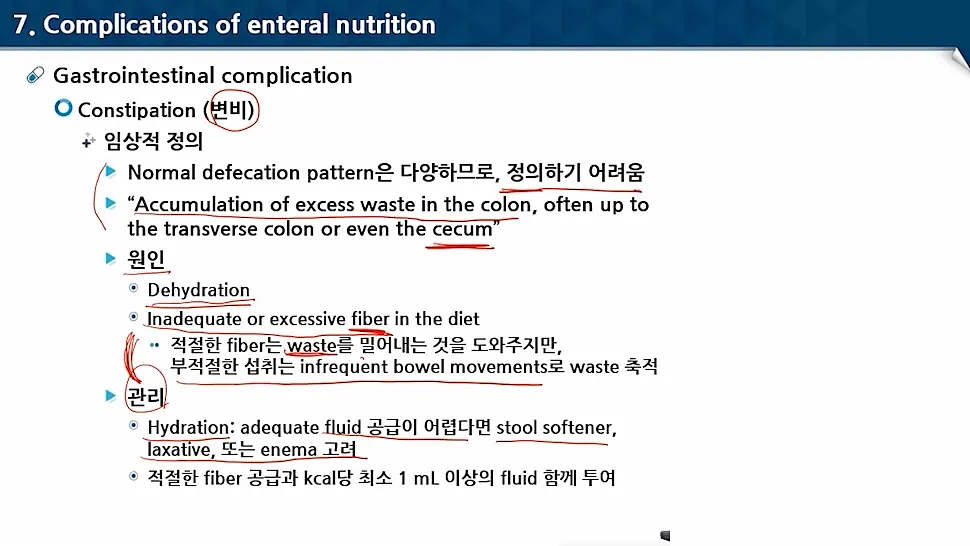 7. Complications of enteral nutrition
Gastrointestinal complication
Constipation (변비)
임상적 정의
Normal defecation pattern은 다양하므로, 정의하기 어려움
“Accumulation of excess waste in the colon, often up to
the transverse colon or even the cecum”
원인
Dehydration
Inadequate or excessive fiber in the diet
적절한 fiber는 waste를 밀어내는 것을 도와주지만,
부적절한 섭취는 infrequent bowel movements로 waste 축적
관리
Hydration: adequate fluid 공급이 어렵다면 stool softener,
laxative, 또는 enema 고려
적절한 fiber 공급과 kcal당 최소 1 mL 이상의 fluid 함께 투여